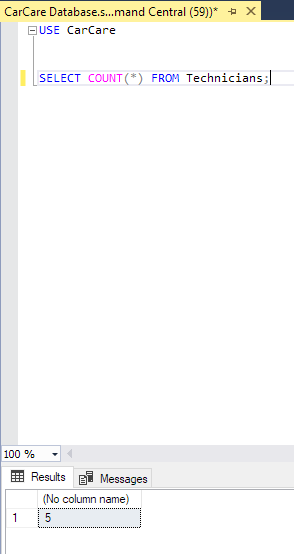 CarCare Database.s...mand Central (59))*
USE CarCare
SELECT COUNT(*) FROM Technicians;
100 %
Results Messages
(No column name)
1 5